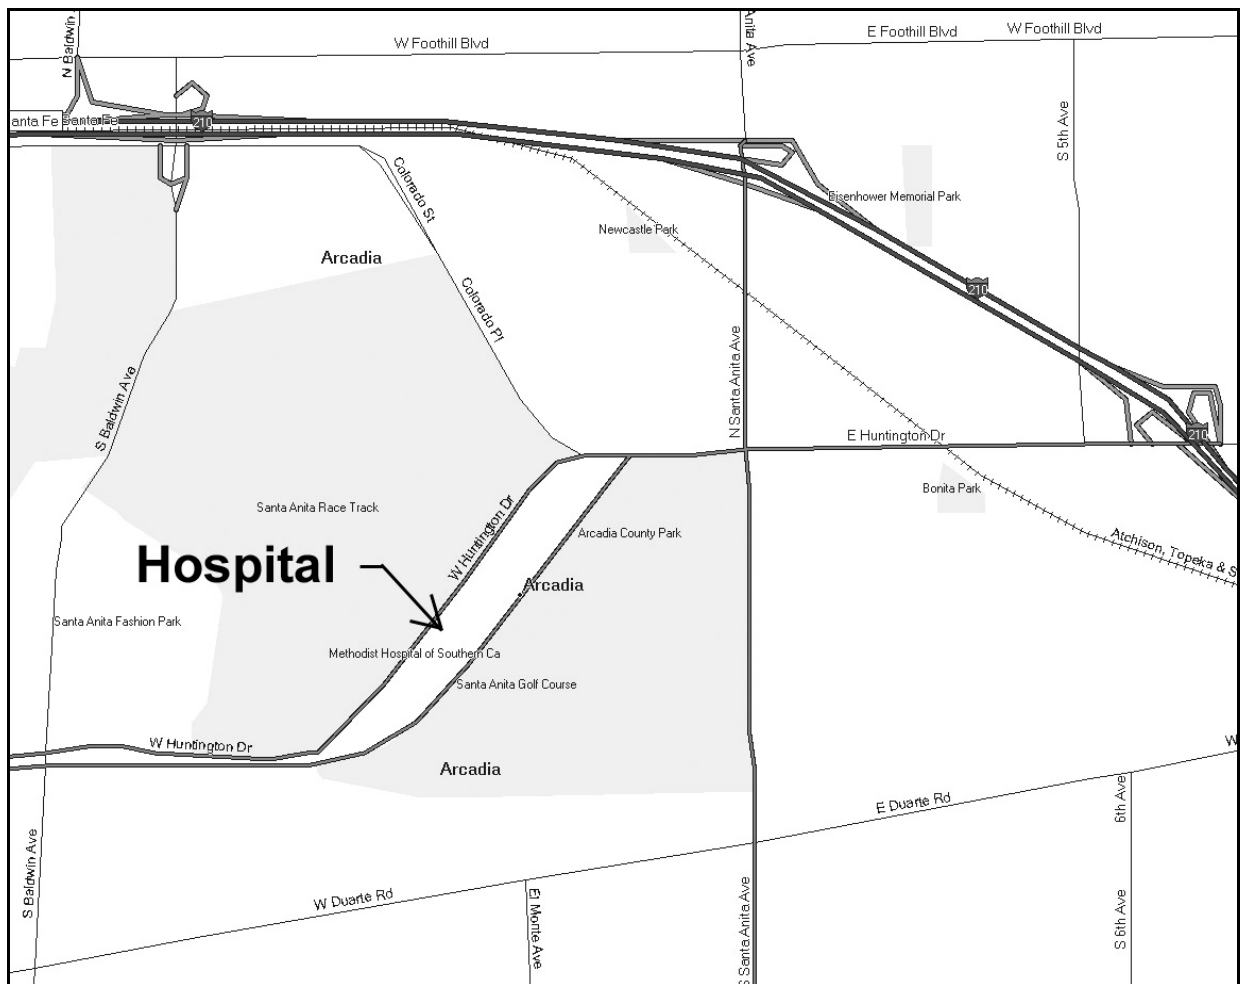 N Baldwin
W Foothill Blvd
Anita Ave
E Foothill Blvd
W Foothill Blvd
anta Fe Santa Fe
210
S 5th Ave
Colorado St
Eisenhower Memorial Park
Newcastle Park
Arcadia
210
Colorado Pl
N Santa Anita Ave
S Baldwin Ave
E Huntington Dr
210
Bonita Park
Santa Anita Race Track
W Huntington Dr
Arcadia County Park
Atchison, Topeka & S
Hospital
Arcadia
Santa Anita Fashion Park
Methodist Hospital of Southern Ca
Santa Anita Golf Course
W Huntington Dr
W
Arcadia
E Duarte Rd
6th Ave
S Baldwin Ave
W Duarte Rd
El Monte Ave
S Santa Anita Ave
S 6th Ave